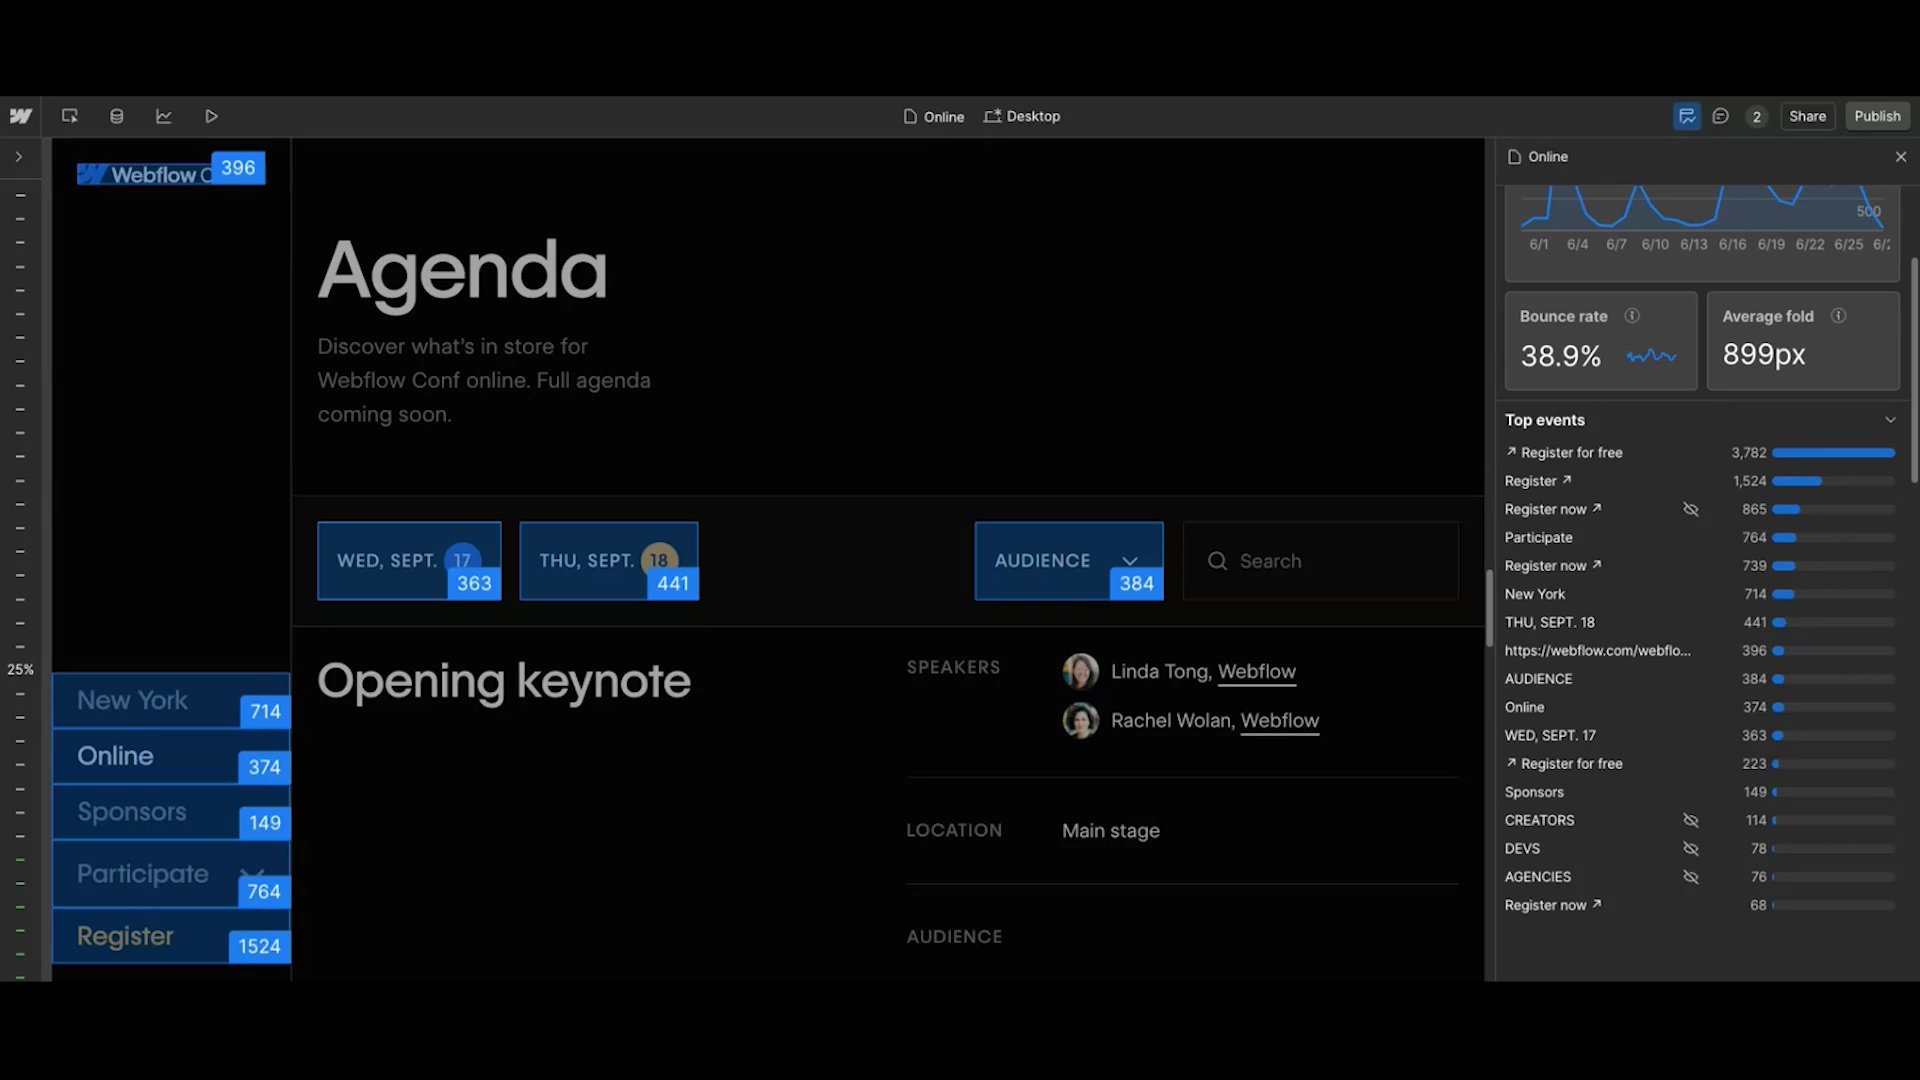 Online
Desktop
2
Share
Publish
Webflow C
396
Agenda
Discover what's in store for
Webflow Conf online. Full agenda
coming soon.
WED, SEPT. 17
363
THU, SEPT. 18
441
AUDIENCE
384
Search
Opening keynote
SPEAKERS
Linda Tong, Webflow
Rachel Wolan, Webflow
LOCATION
Main stage
AUDIENCE
25%
New York
714
Online
374
Sponsors
149
Participate
764
Register
1524
Online
500
6/1 6/4 6/7 6/10 6/13 6/16 6/19 6/22 6/25
Bounce rate
38.9%
Average fold
899px
Top events
↗ Register for free 3,782
Register ↗ 1,524
Register now ↗ 865
Participate 764
Register now ↗ 739
New York 714
THU, SEPT. 18 441
https://webflow.com/webflo... 396
AUDIENCE 384
Online 374
WED, SEPT. 17 363
↗ Register for free 223
Sponsors 149
CREATORS 114
DEVS 78
AGENCIES 76
Register now ↗ 68